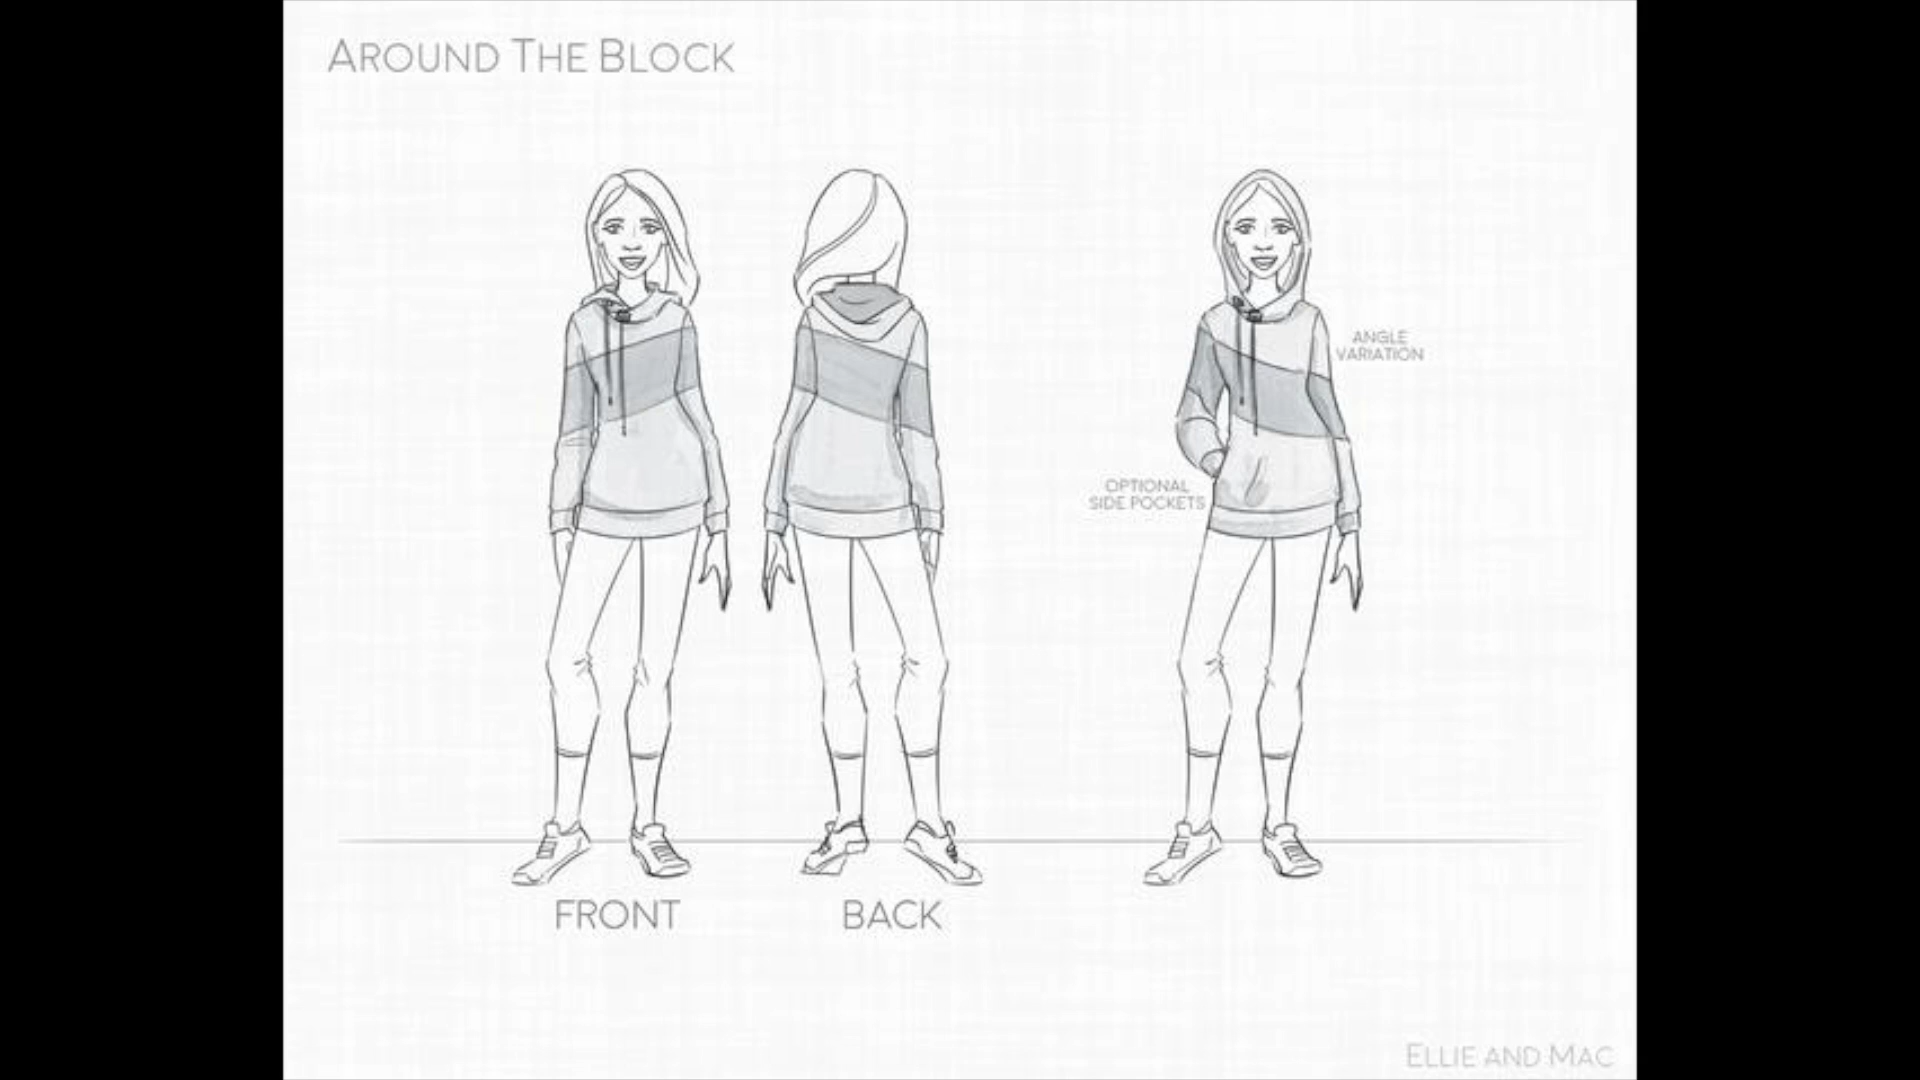 AROUND THE BLOCK
ANGLE
VARIATION
OPTIONAL
SIDE POCKETS
FRONT
BACK
ELLIE AND MAC